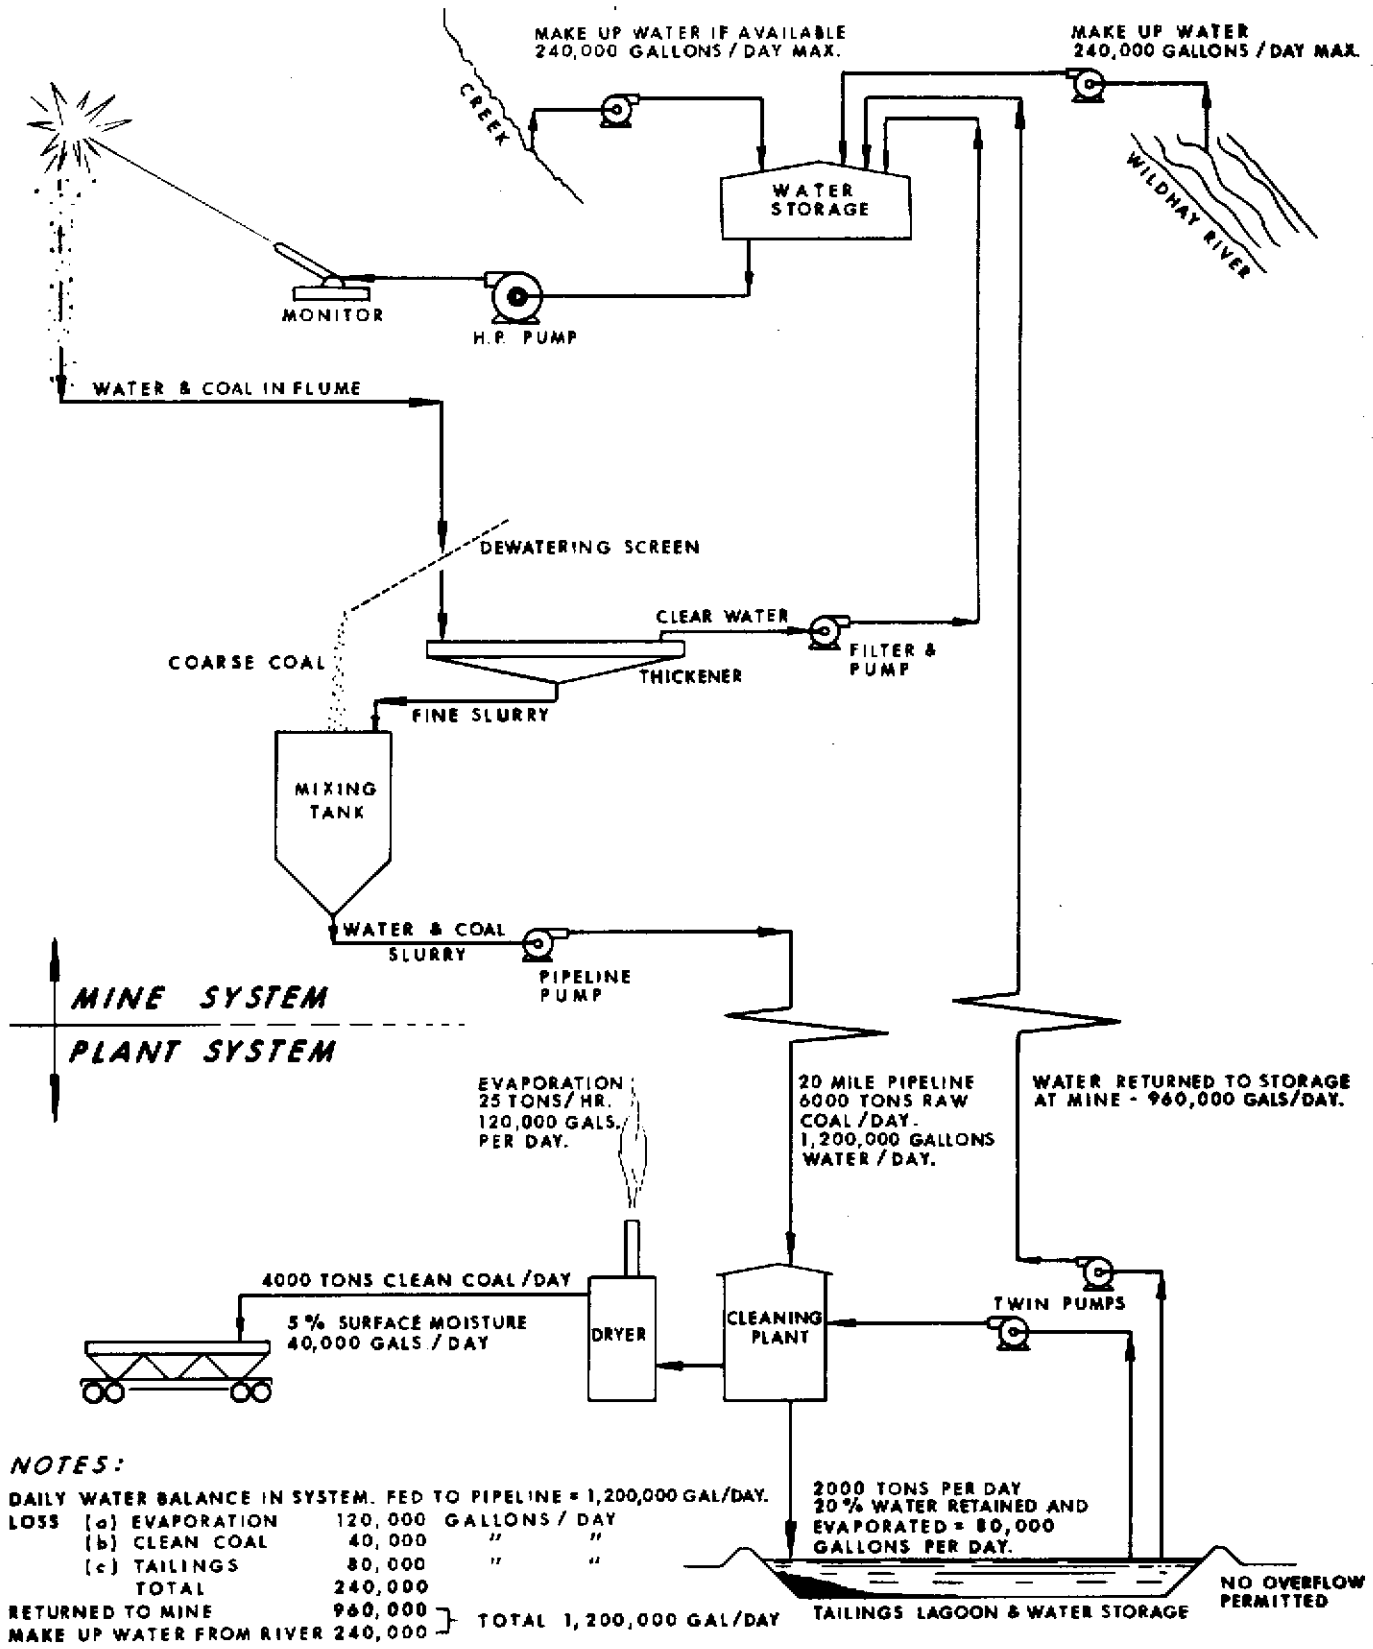 MAKE UP WATER IF AVAILABLE
240,000 GALLONS / DAY MAX.
MAKE UP WATER
240,000 GALLONS / DAY MAX.
CREEK
WILDHAY RIVER
WATER
STORAGE
MONITOR
H.P. PUMP
WATER & COAL IN FLUME
DEWATERING SCREEN
CLEAR WATER
FILTER &
PUMP
COARSE COAL
THICKENER
FINE SLURRY
MIXING
TANK
WATER & COAL
SLURRY
PIPELINE
PUMP
MINE SYSTEM
PLANT SYSTEM
EVAPORATION
25 TONS/HR.
120,000 GALS.
PER DAY.
20 MILE PIPELINE
6000 TONS RAW
COAL /DAY.
1,200,000 GALLONS
WATER / DAY.
WATER RETURNED TO STORAGE
AT MINE - 960,000 GALS/DAY.
4000 TONS CLEAN COAL /DAY
5% SURFACE MOISTURE
40,000 GALS / DAY
DRYER
CLEANING
PLANT
TWIN PUMPS
NOTES:
DAILY WATER BALANCE IN SYSTEM. FED TO PIPELINE = 1,200,000 GAL/DAY.
LOSS (a) EVAPORATION 120,000 GALLONS / DAY
(b) CLEAN COAL 40,000 " "
(c) TAILINGS 80,000 " "
TOTAL 240,000
RETURNED TO MINE 960,000
MAKE UP WATER FROM RIVER 240,000
TOTAL 1,200,000 GAL/DAY
2000 TONS PER DAY
20% WATER RETAINED AND
EVAPORATED = 80,000
GALLONS PER DAY.
TAILINGS LAGOON & WATER STORAGE
NO OVERFLOW
PERMITTED